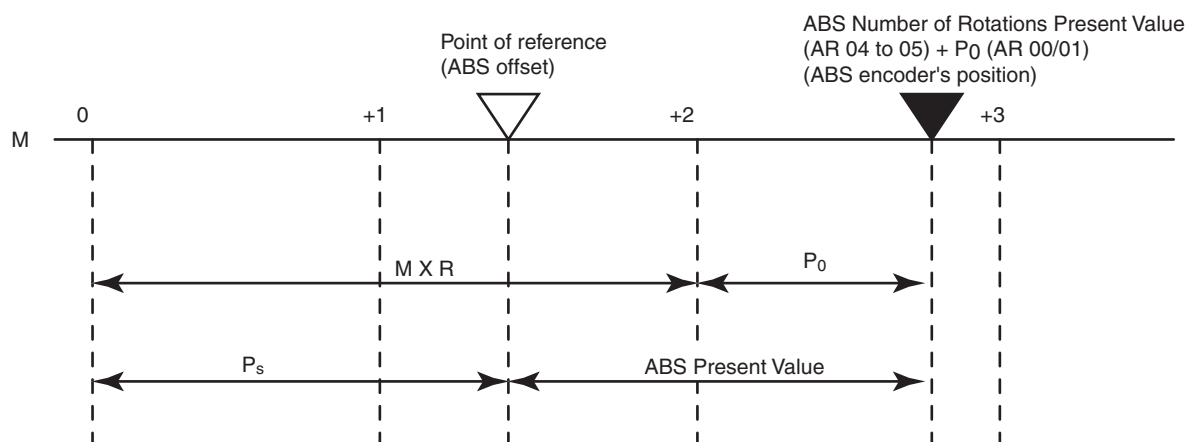 ABS Number of Rotations Present Value
(AR 04 to 05) + P0 (AR 00/01)
(ABS encoder's position)
Point of reference
(ABS offset)
0
+1
+2
+3
M
M X R
P0
Ps
ABS Present Value